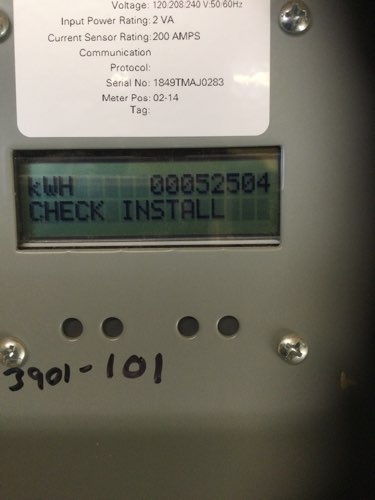 Voltage: 120:208:240 V:50:60Hz
Input Power Rating: 2 VA
Current Sensor Rating: 200 AMPS
Communication
Protocol:
Serial No: 1849TMAJ0283
Meter Pos: 02-14
Tag:
kWH 00052504
CHECK INSTALL
3901-101